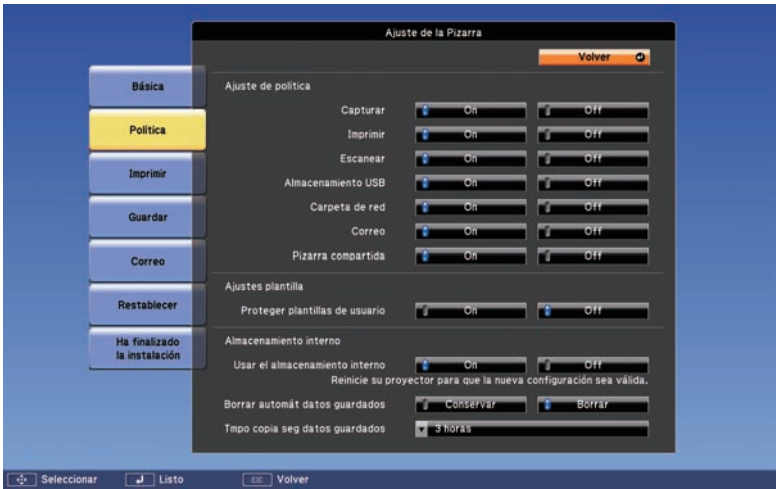 Ajuste de la Pizarra
Volver
Básica
Política
Imprimir
Guardar
Correo
Restablecer
Ha finalizado
la instalación
Ajuste de política
Capturar On Off
Imprimir On Off
Escanear On Off
Almacenamiento USB On Off
Carpeta de red On Off
Correo On Off
Pizarra compartida On Off
Ajustes plantilla
Proteger plantillas de usuario On Off
Almacenamiento interno
Usar el almacenamiento interno On Off
Reinicie su proyector para que la nueva configuración sea válida.
Borrar automát datos guardados Conservar Borrar
Tmpo copia seg datos guardados 3 horas
Seleccionar Listo Esc Volver